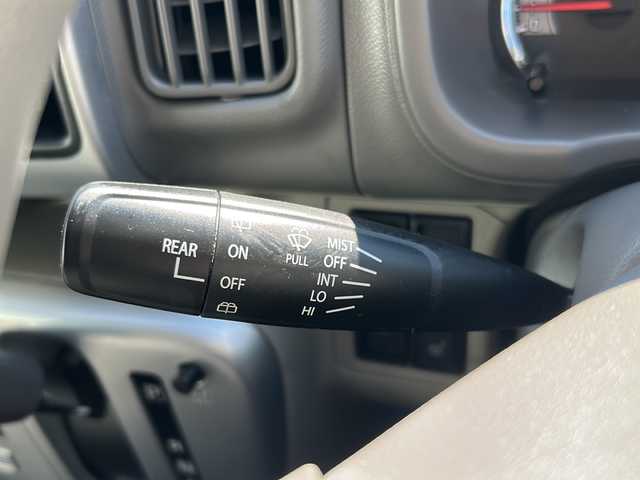 REAR
ON
OFF
PULL
MIST
OFF
INT
LO
HI